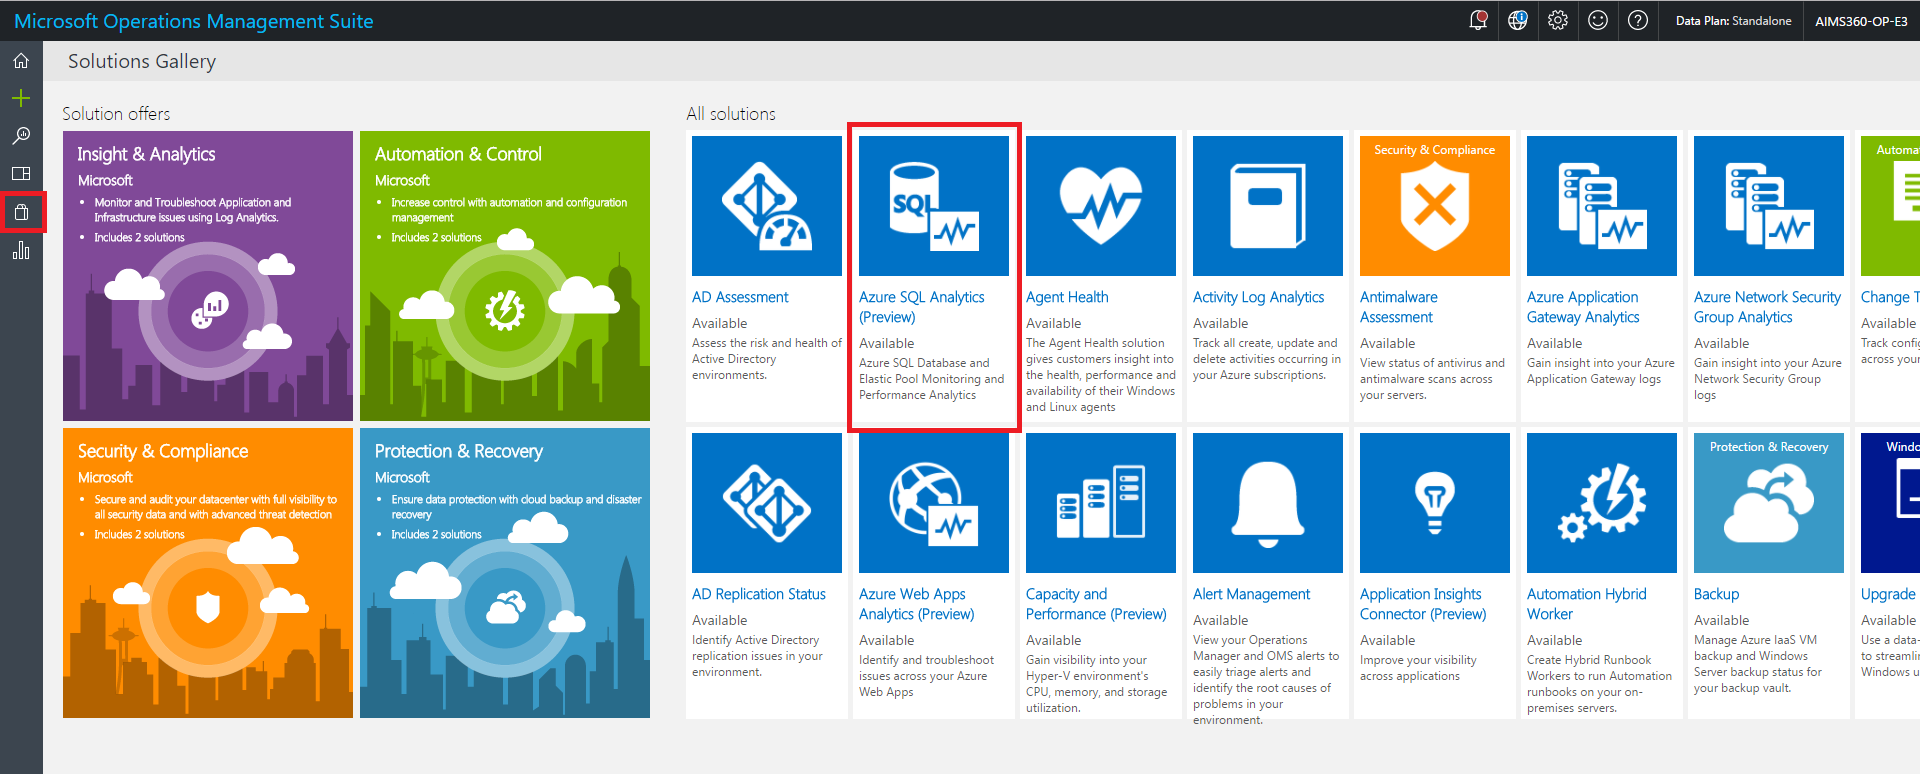 Microsoft Operations Management Suite
Data Plan: Standalone
AIMS360-OP-E3
Solutions Gallery
Solution offers
Insight & Analytics
Microsoft
• Monitor and Troubleshoot Application and
Infrastructure issues using Log Analytics.
• Includes 2 solutions
Automation & Control
Microsoft
• Increase control with automation and configuration
management
• Includes 2 solutions
Security & Compliance
Microsoft
• Secure and audit your datacenter with full visibility to
all security data and with advanced threat detection
• Includes 2 solutions
Protection & Recovery
Microsoft
• Ensure data protection with cloud backup and disaster
recovery
• Includes 2 solutions
All solutions
AD Assessment
Available
Assess the risk and health of
Active Directory
environments.
SQL
Azure SQL Analytics
(Preview)
Available
Azure SQL Database and
Elastic Pool Monitoring and
Performance Analytics
Agent Health
Available
The Agent Health solution
gives customers insight into
the health, performance and
availability of their Windows
and Linux agents
Activity Log Analytics
Available
Track all create, update and
delete activities occurring in
your Azure subscriptions.
Security & Compliance
Antimalware
Assessment
Available
View status of antivirus and
antimalware scans across
your servers.
Azure Application
Gateway Analytics
Available
Gain insight into your Azure
Application Gateway logs
Azure Network Security
Group Analytics
Available
Gain insight into your Azure
Network Security Group
logs
Automa
Change T
Available
Track confi
across your
AD Replication Status
Available
Identify Active Directory
replication issues in your
environment.
Azure Web Apps
Analytics (Preview)
Available
Identify and troubleshoot
issues across your Azure
Web Apps
Capacity and
Performance (Preview)
Available
Gain visibility into your
Hyper-V environment's
CPU, memory, and storage
utilization.
Alert Management
Available
View your Operations
Manager and OMS alerts to
easily triage alerts and
identify the root causes of
problems in your
environment.
Application Insights
Connector (Preview)
Available
Improve your visibility
across applications
Automation Hybrid
Worker
Available
Create Hybrid Runbook
Workers to run Automation
runbooks on your on-
premises servers.
Protection & Recovery
Backup
Available
Manage Azure IaaS VM
backup and Windows
Server backup status for
your backup vault.
Windo
Upgrade
Available
Use a data-
to streamlin
Windows u